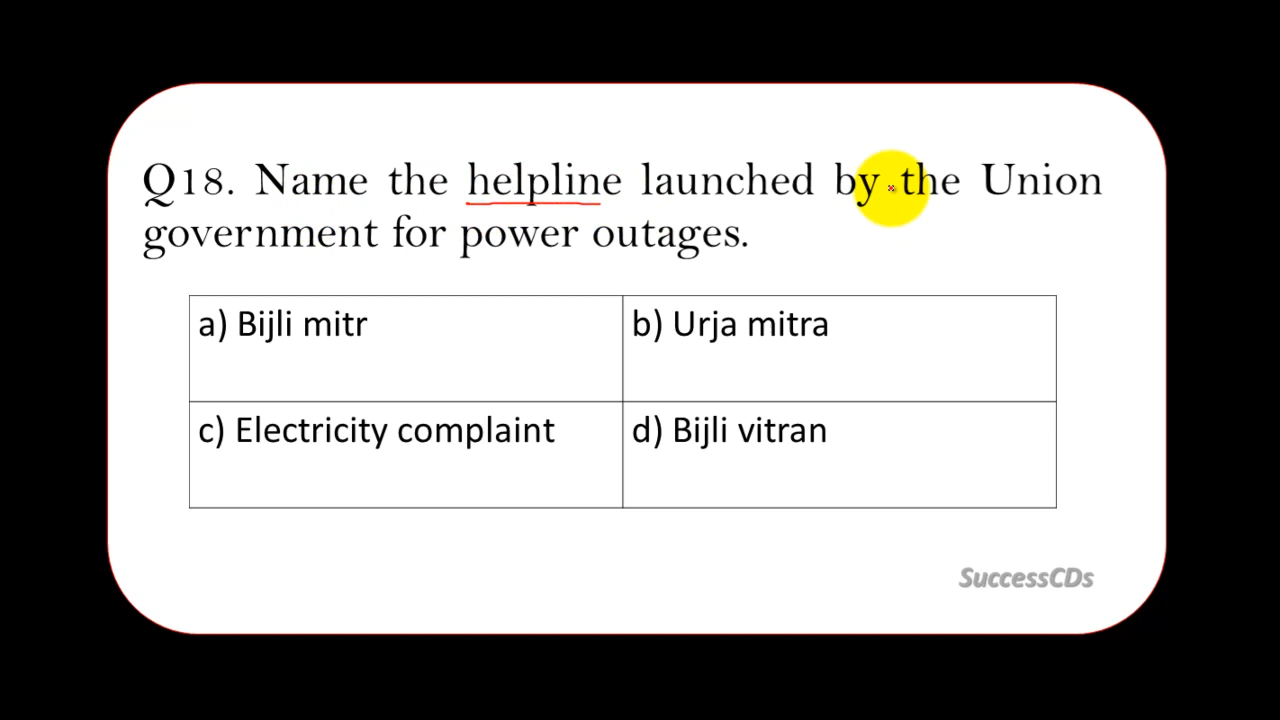 Q18. Name the helpline launched by the Union
government for power outages.
a) Bijli mitr
b) Urja mitra
c) Electricity complaint
d) Bijli vitran
SuccessCDs